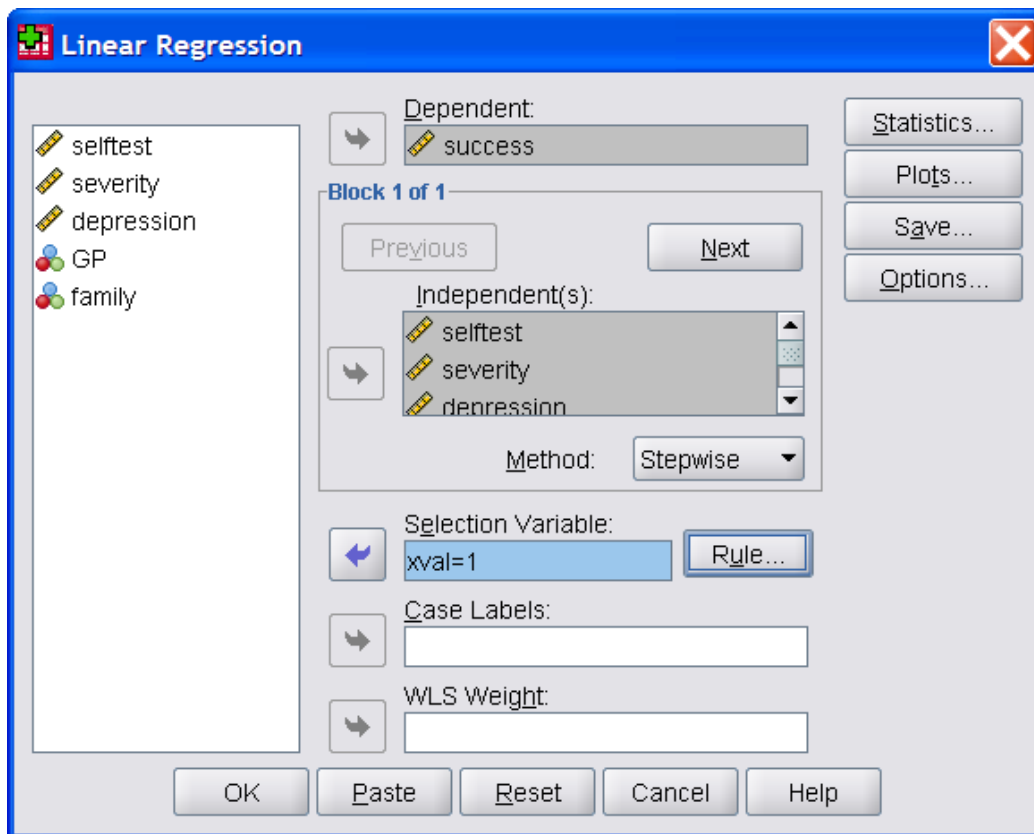 Linear Regression
selftest
severity
depression
GP
family
Dependent:
success
Block 1 of 1
Previous
Next
Independent(s):
selftest
severity
depression
Method:
Stepwise
Selection Variable:
xval=1
Rule...
Case Labels:
WLS Weight:
Statistics...
Plots...
Save...
Options...
OK
Paste
Reset
Cancel
Help